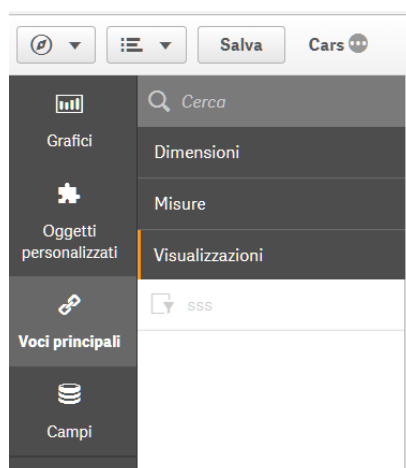 Salva
Cars
Grafici
Oggetti
personalizzati
Voci principali
Campi
Cerca
Dimensioni
Misure
Visualizzazioni
sss